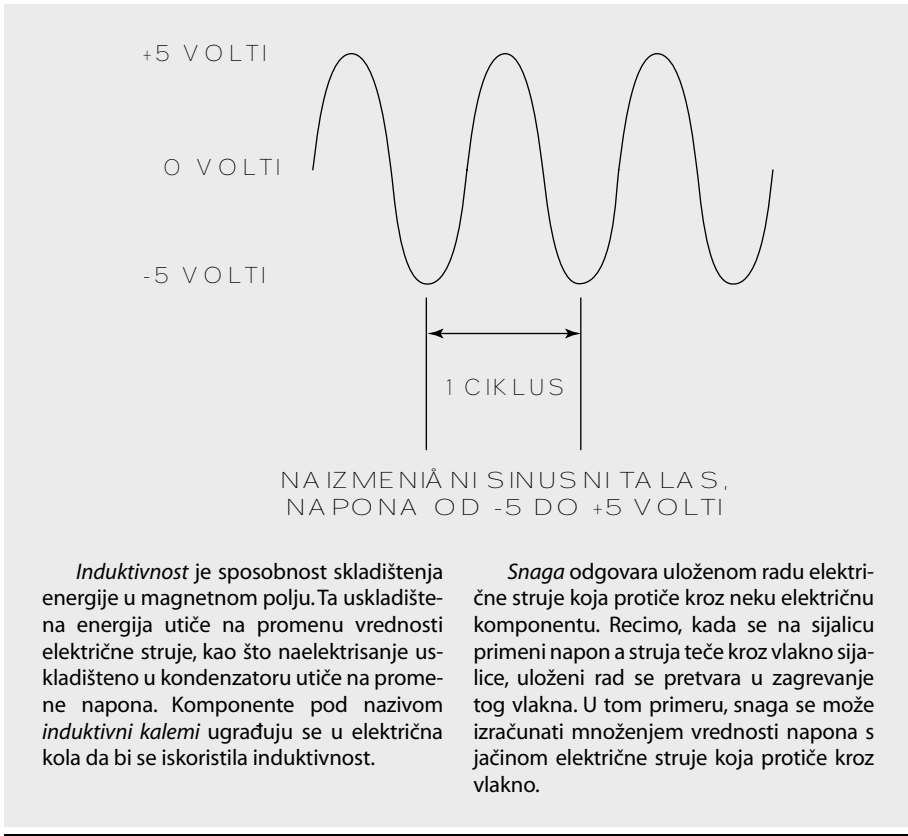 +5 VOLTI
0 VOLTI
-5 VOLTI
1 CIKLUS
NAIZMENIÅNI SINUSNI TALAS,
NAPONA OD -5 DO +5 VOLTI
Induktivnost je sposobnost skladištenja
energije u magnetnom polju. Ta uskladište-
na energija utiče na promenu vrednosti
električne struje, kao što naelektrisanje us-
kladišteno u kondenzatoru utiče na prome-
ne napona. Komponente pod nazivom
induktivni kalemi ugrađuju se u električna
kola da bi se iskoristila induktivnost.
Snaga odgovara uloženom radu elektri-
čne struje koja protiče kroz neku električnu
komponentu. Recimo, kada se na sijalicu
primeni napon a struja teče kroz vlakno sija-
lice, uloženi rad se pretvara u zagrevanje
tog vlakna. U tom primeru, snaga se može
izračunati množenjem vrednosti napona s
jačinom električne struje koja protiče kroz
vlakno.